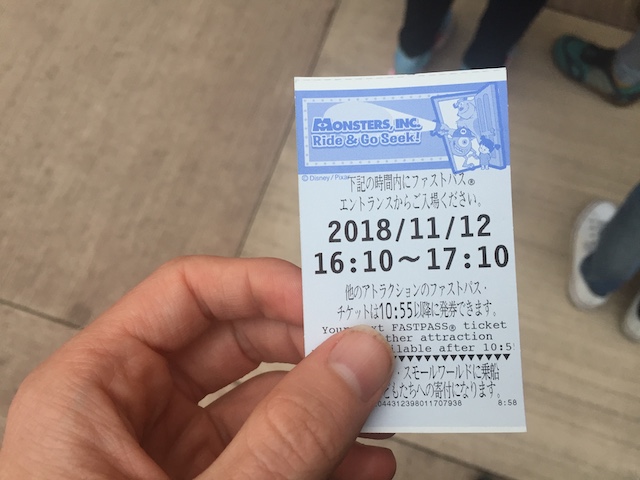 MONSTERS, INC.
Ride & Go Seek!
©Disney/Pixar
下記の時間内にファストパス®
エントランスからご入場ください。
2018/11/12
16:10～17:10
他のアトラクションのファストパス・
チケットは10:55以降に発券できます。
Your next FASTPASS® ticket
other attraction
available after 10:5
・スモールワールドに乗船
どもたちへの寄付になります。
044312398011707938 8:58